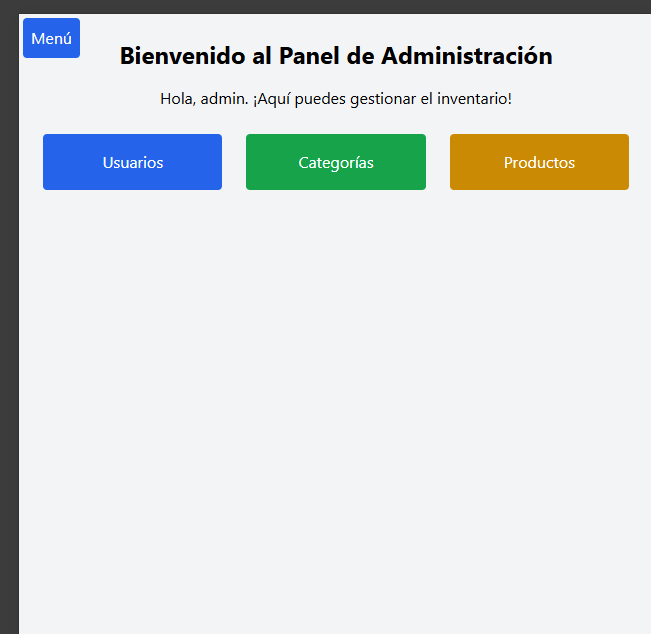 Menú
Bienvenido al Panel de Administración
Hola, admin. ¡Aquí puedes gestionar el inventario!
Usuarios
Categorías
Productos